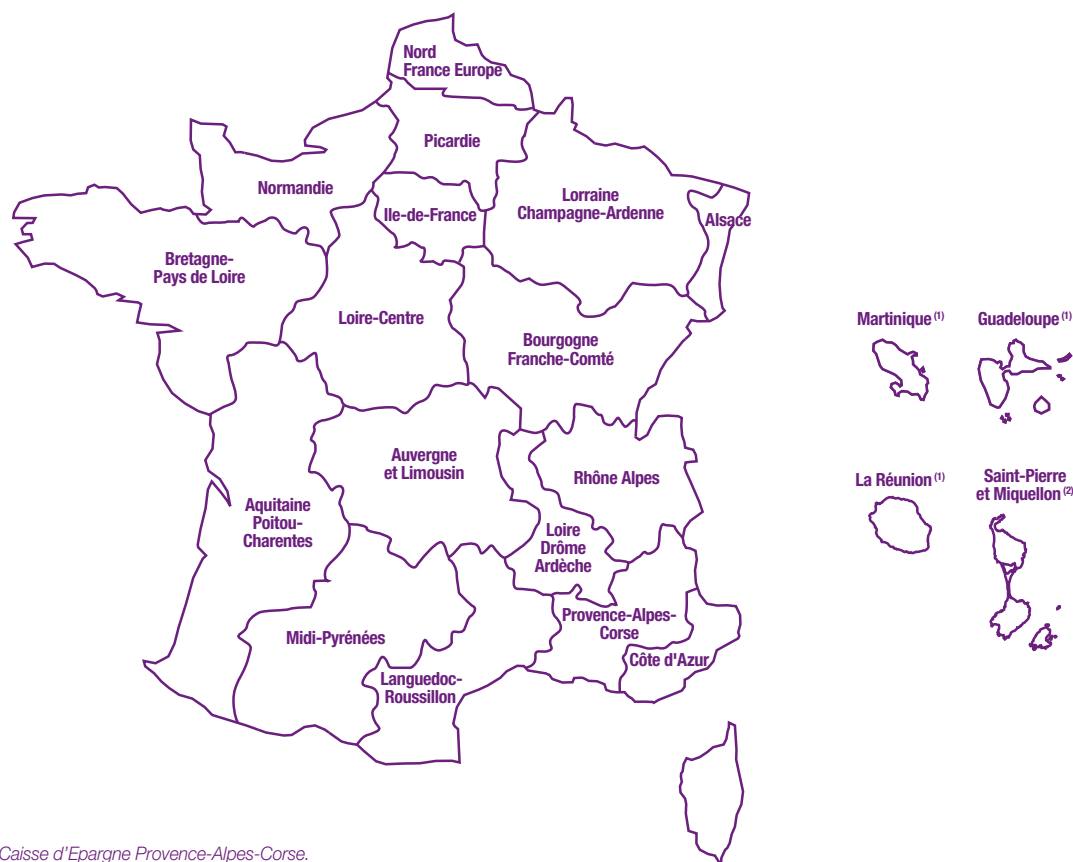 Nord
France Europe
Picardie
Normandie
Ile-de-France
Lorraine
Champagne-Ardenne
Alsace
Bretagne-
Pays de Loire
Loire-Centre
Bourgogne
Franche-Comté
Martinique (1)
Guadeloupe (1)
Auvergne
et Limousin
Rhône Alpes
La Réunion (1)
Saint-Pierre
et Miquellon (2)
Aquitaine
Poitou-
Charentes
Loire
Drôme
Ardèche
Provence-Alpes-
Corse
Midi-Pyrénées
Côte d'Azur
Languedoc-
Roussillon
Caisse d'Epargne Provence-Alpes-Corse.